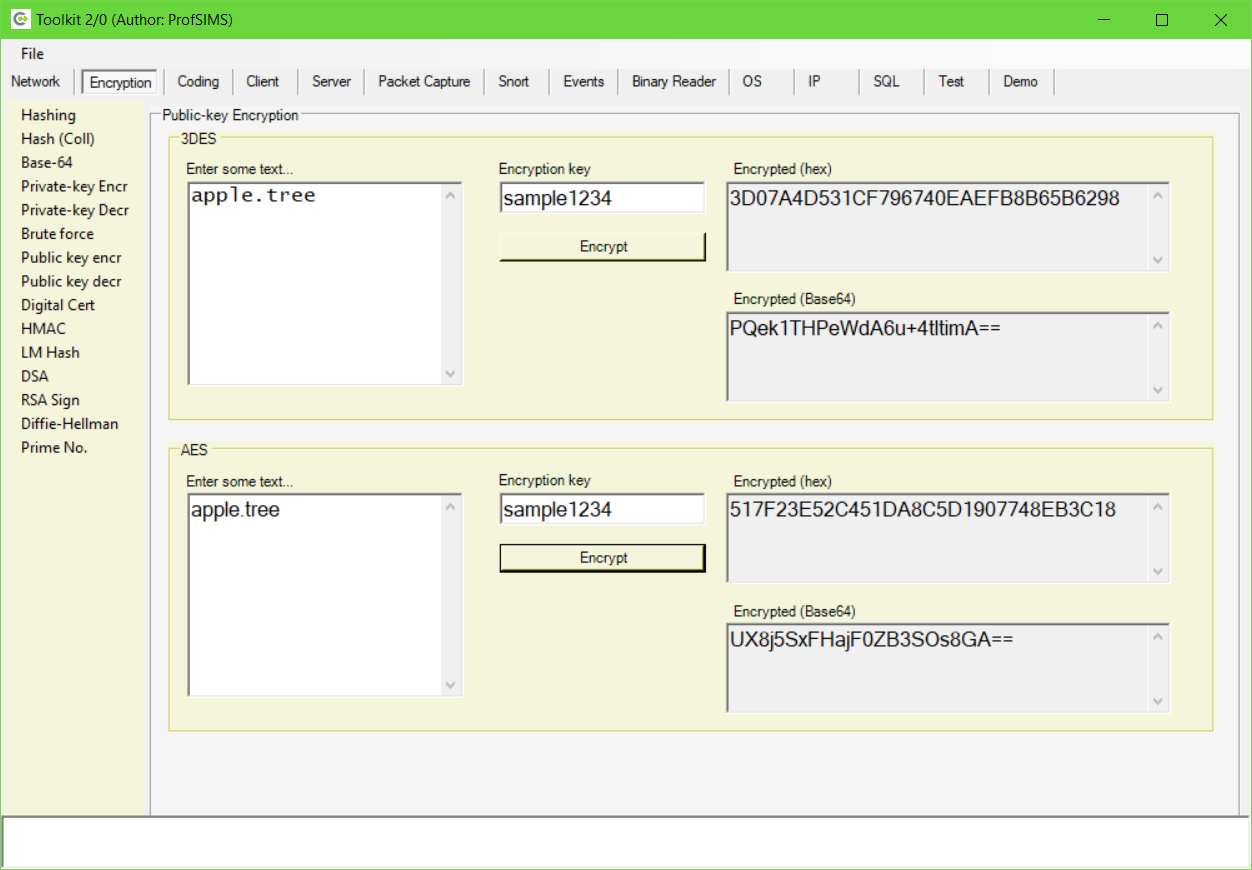 Toolkit 2/0 (Author: ProfSIMS)
File
Network Encryption Coding Client Server Packet Capture Snort Events Binary Reader OS IP SQL Test Demo
Hashing
Hash (Coll)
Base-64
Private-key Encr
Private-key Decr
Brute force
Public key encr
Public key decr
Digital Cert
HMAC
LM Hash
DSA
RSA Sign
Diffie-Hellman
Prime No.
Public-key Encryption
3DES
Enter some text...
apple.tree
Encryption key
sample1234
Encrypt
Encrypted (hex)
3D07A4D531CF796740EAEFB8B65B6298
Encrypted (Base64)
PQek1THPeWdA6u+4tltimA==
AES
Enter some text...
apple.tree
Encryption key
sample1234
Encrypt
Encrypted (hex)
517F23E52C451DA8C5D1907748EB3C18
Encrypted (Base64)
UX8j5SxFHajF0ZB3SOs8GA==